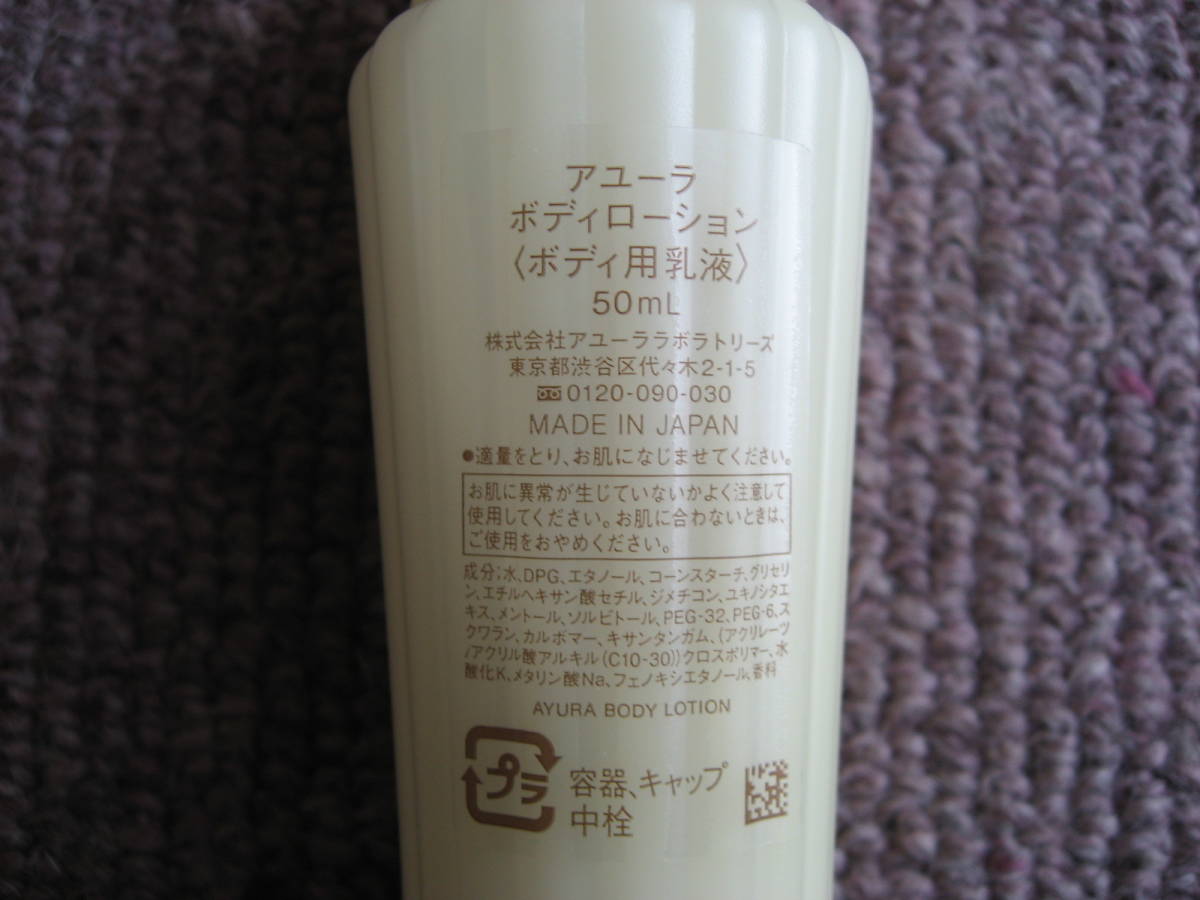 アユーラ
ボディローション
〈ボディ用乳液〉
50mL
株式会社アユーララボラトリーズ
東京都渋谷区代々木2-1-5
0120-090-030
MADE IN JAPAN
●適量をとり、お肌になじませてください。
お肌に異常が生じていないかよく注意して
使用してください。お肌に合わないときは、
ご使用をおやめください。
成分;水、DPG、エタノール、コーンスターチ、グリセリ
ン、エチルヘキサン酸セチル、ジメチコン、ユキノシタエ
キス、メントール、ソルビトール、PEG-32、PEG-6、ス
クワラン、カルボマー、キサンタンガム、(アクリレーツ
/アクリル酸アルキル(C10-30))クロスポリマー、水
酸化K、メタリン酸Na、フェノキシエタノール、香料
AYURA BODY LOTION
プラ 容器、キャップ
中栓